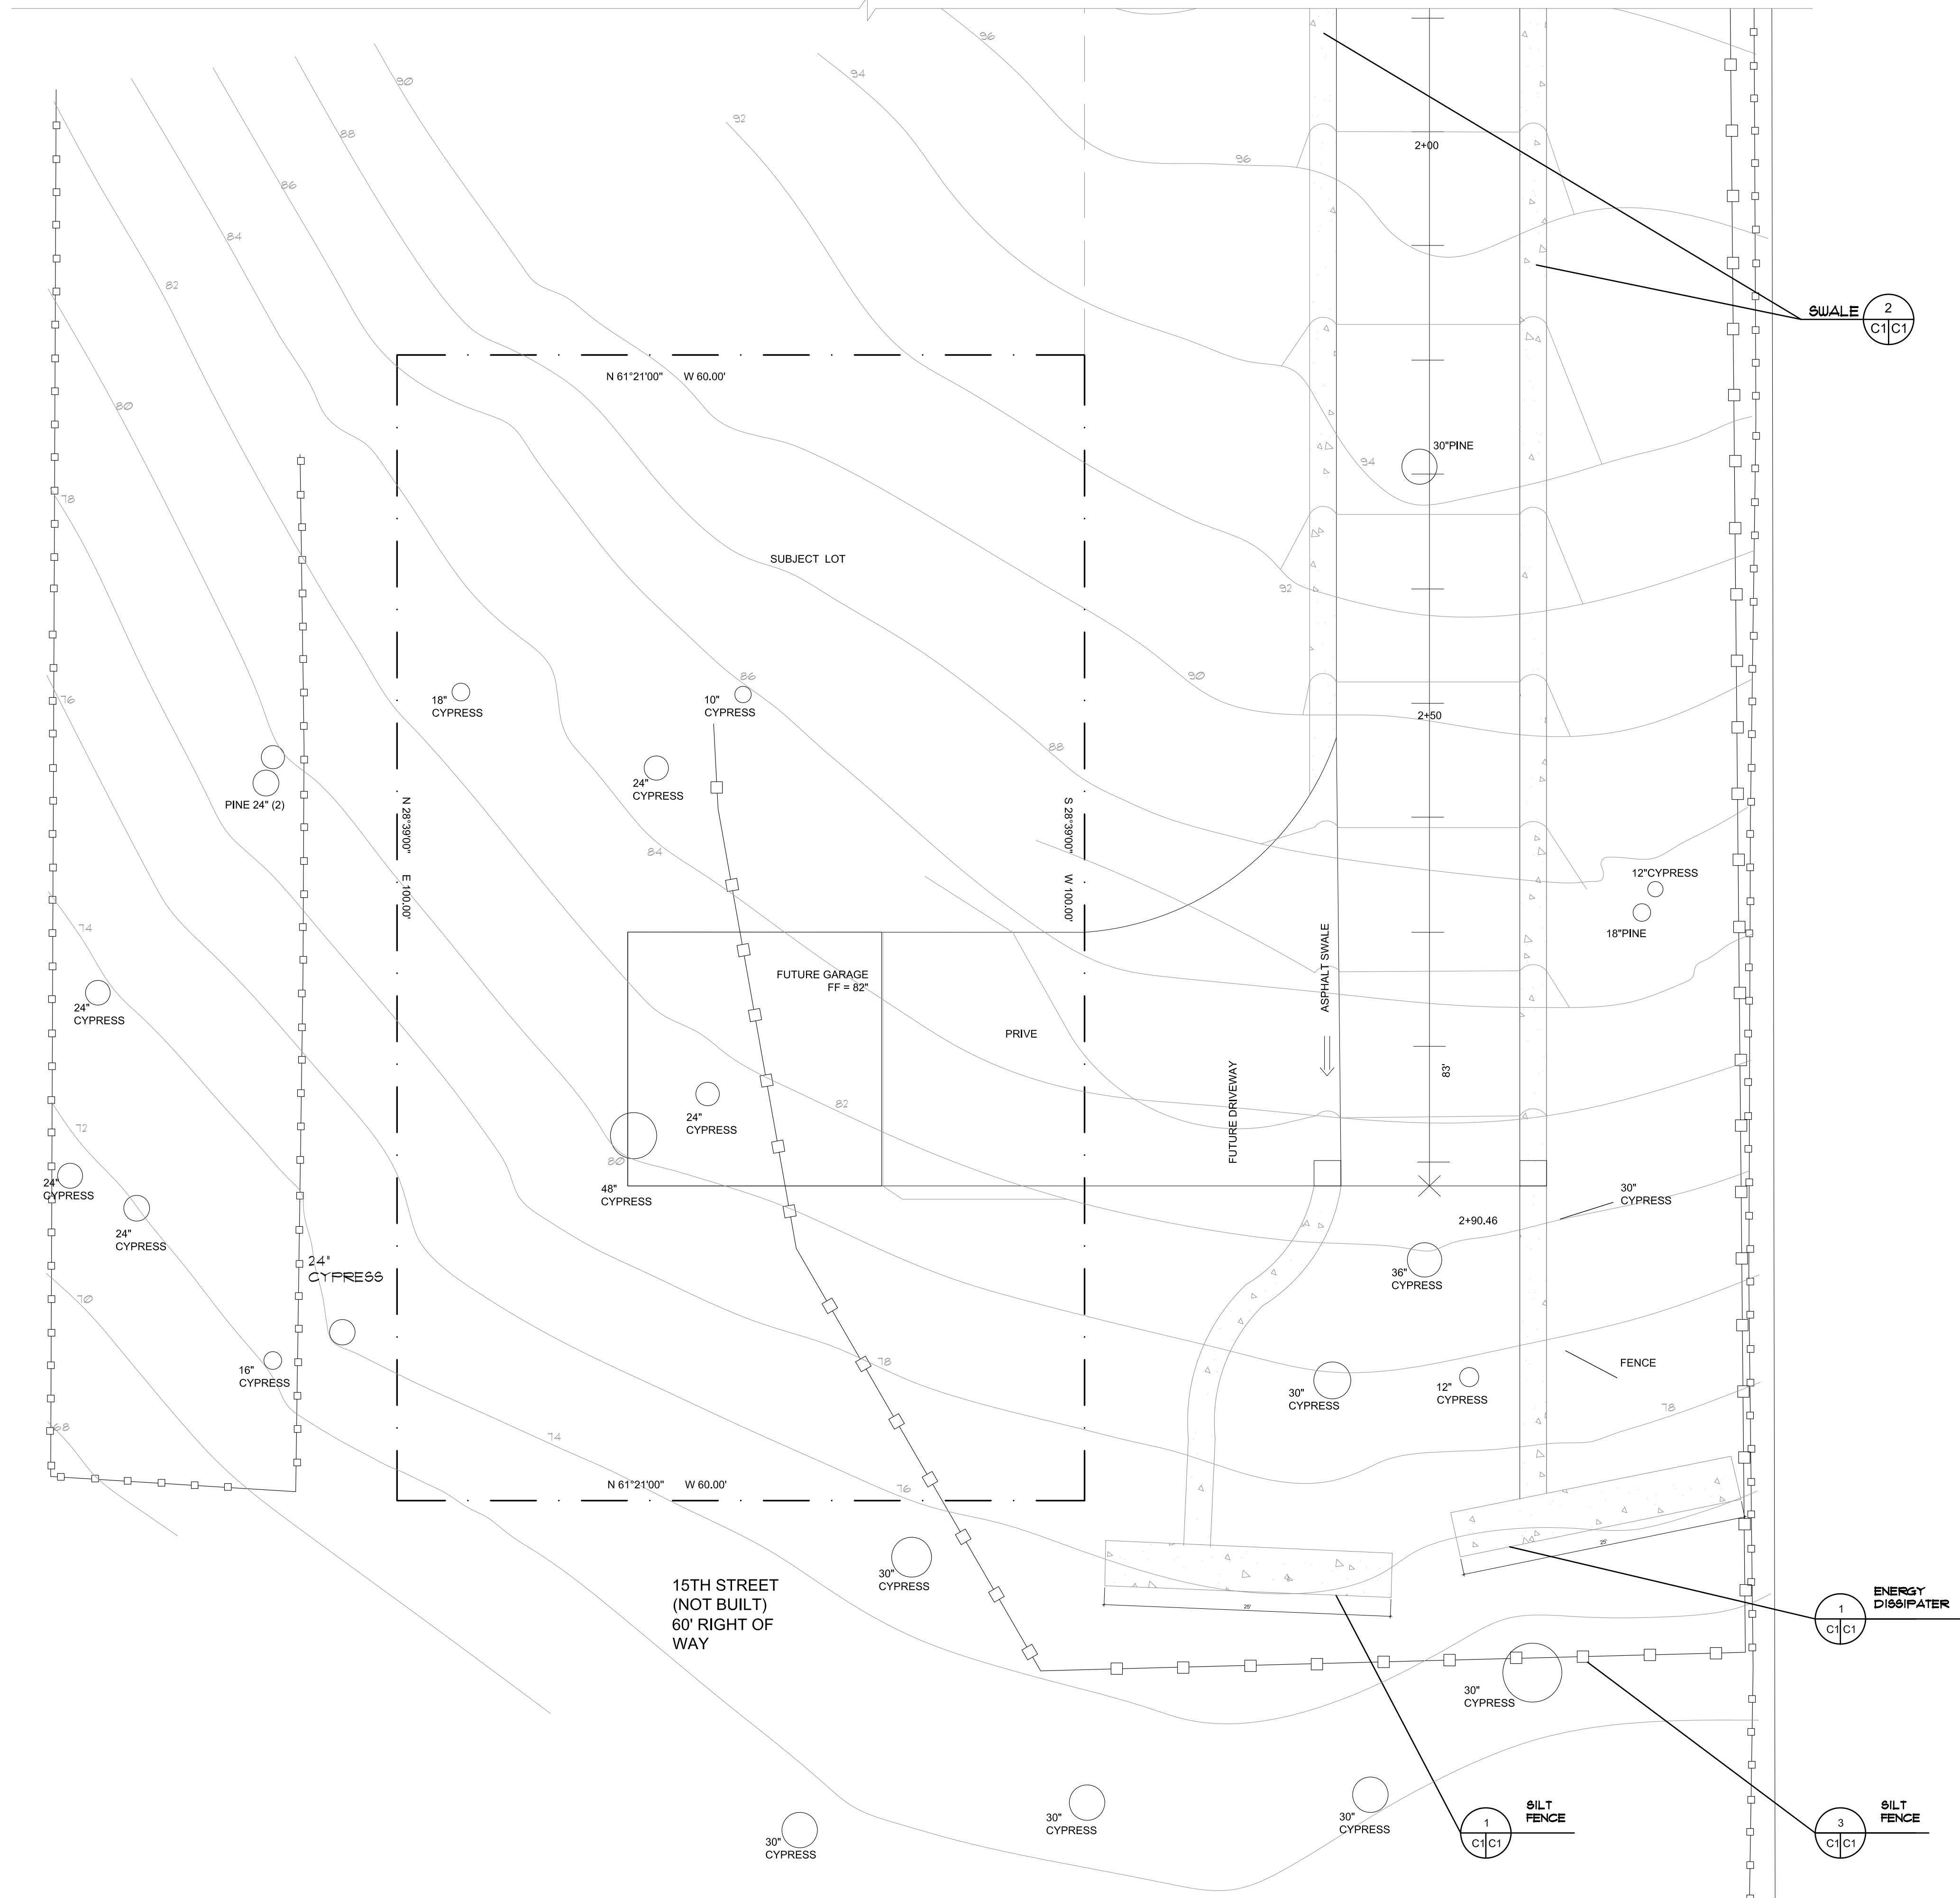 96
90
94
92
88
96
2+00
86
84
82
SWALE
2
C1 C1
N 61°21'00" W 60.00'
80
30"PINE
94
78
SUBJECT LOT
92
90
86
76
18"
CYPRESS
10"
CYPRESS
2+50
88
24"
CYPRESS
PINE 24" (2)
N 28°39'00" E 100.00'
S 28°39'00" W 100.00'
84
12"CYPRESS
18"PINE
74
ASPHALT SWALE
FUTURE GARAGE
FF = 82"
24"
CYPRESS
PRIVE
83'
FUTURE DRIVEWAY
82
24"
CYPRESS
72
80
24"
CYPRESS
48"
CYPRESS
30"
CYPRESS
2+90.46
24"
CYPRESS
24"
CYPRESS
36"
CYPRESS
70
78
FENCE
16"
CYPRESS
30"
CYPRESS
12"
CYPRESS
78
68
74
N 61°21'00" W 60.00'
76
25'
30"
CYPRESS
15TH STREET
(NOT BUILT)
60' RIGHT OF
WAY
25'
1
C1 C1
ENERGY
DISSIPATER
30"
CYPRESS
30"
CYPRESS
30"
CYPRESS
30"
CYPRESS
1
C1 C1
SILT
FENCE
3
C1 C1
SILT
FENCE